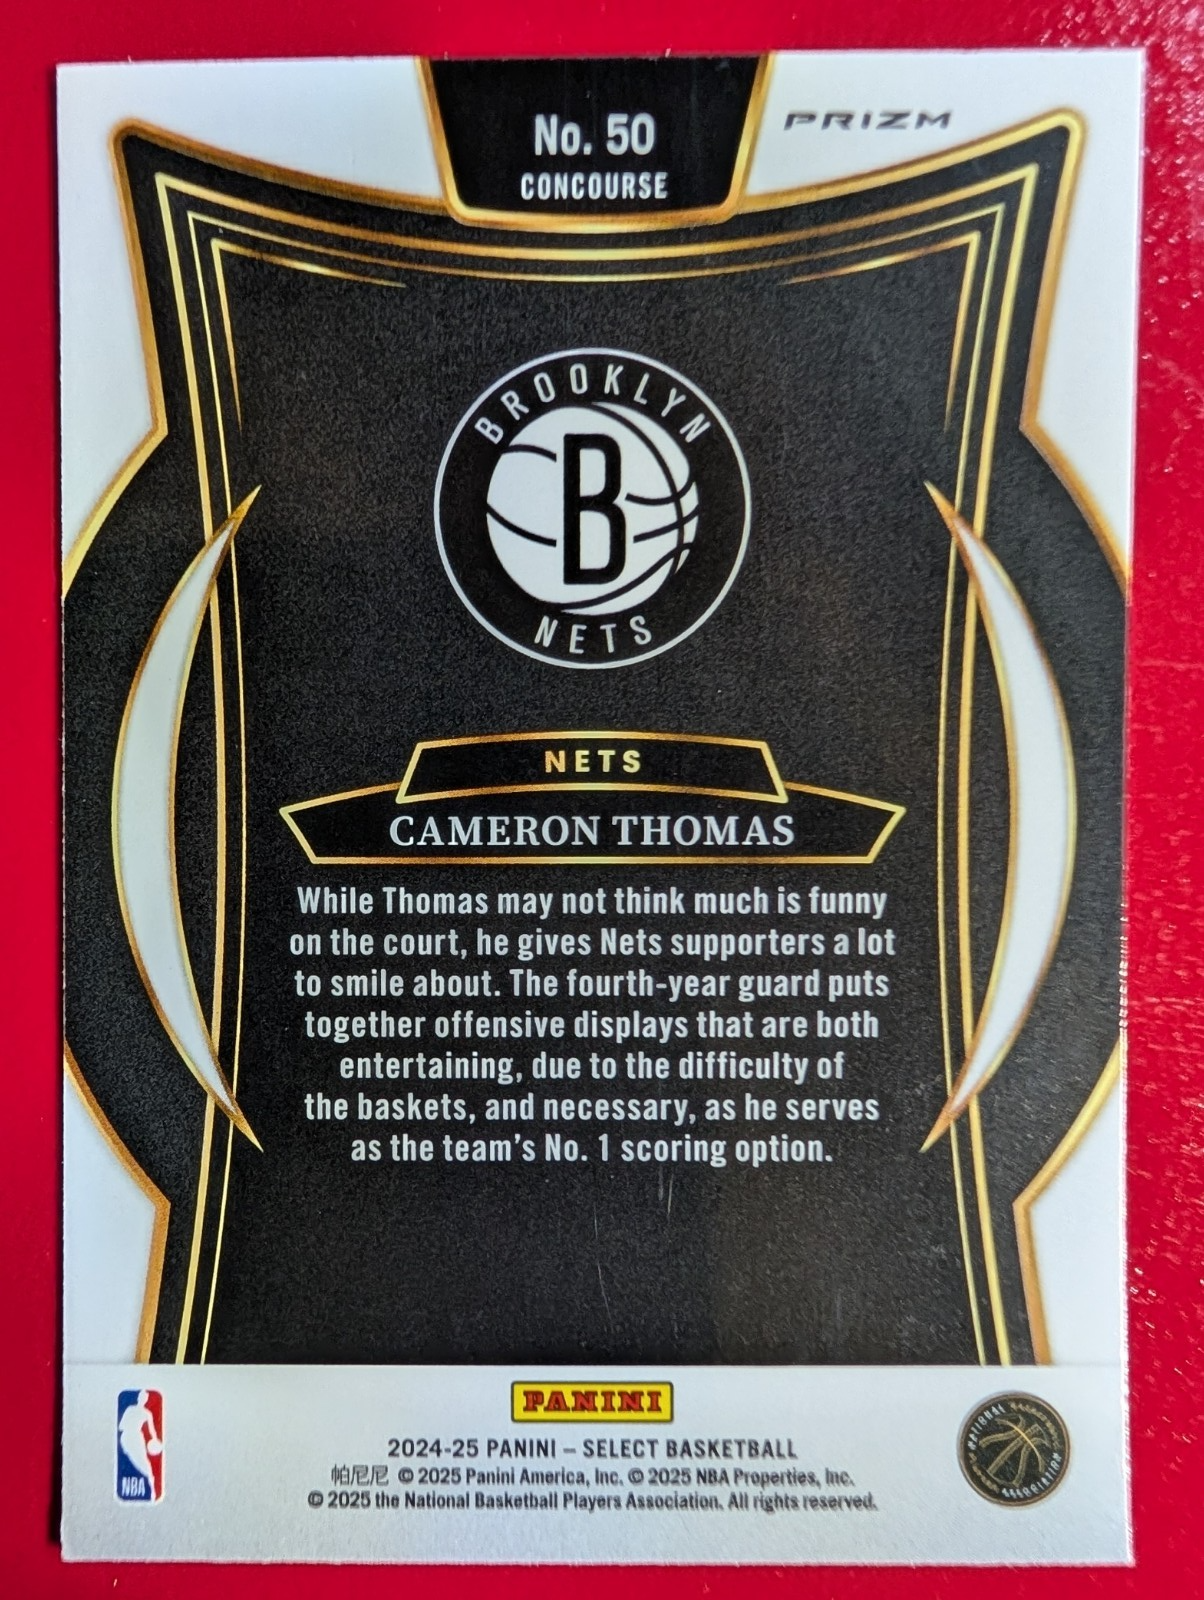 No. 50
CONCOURSE
PRIZM
BROOKLYN
B
NETS
NETS
CAMERON THOMAS
While Thomas may not think much is funny
on the court, he gives Nets supporters a lot
to smile about. The fourth-year guard puts
together offensive displays that are both
entertaining, due to the difficulty of
the baskets, and necessary, as he serves
as the team's No. 1 scoring option.
PANINI
2024-25 PANINI – SELECT BASKETBALL
帕尼尼 © 2025 Panini America, Inc. © 2025 NBA Properties, Inc.
© 2025 the National Basketball Players Association. All rights reserved.
NBA
NATIONAL
ASSOCIATION